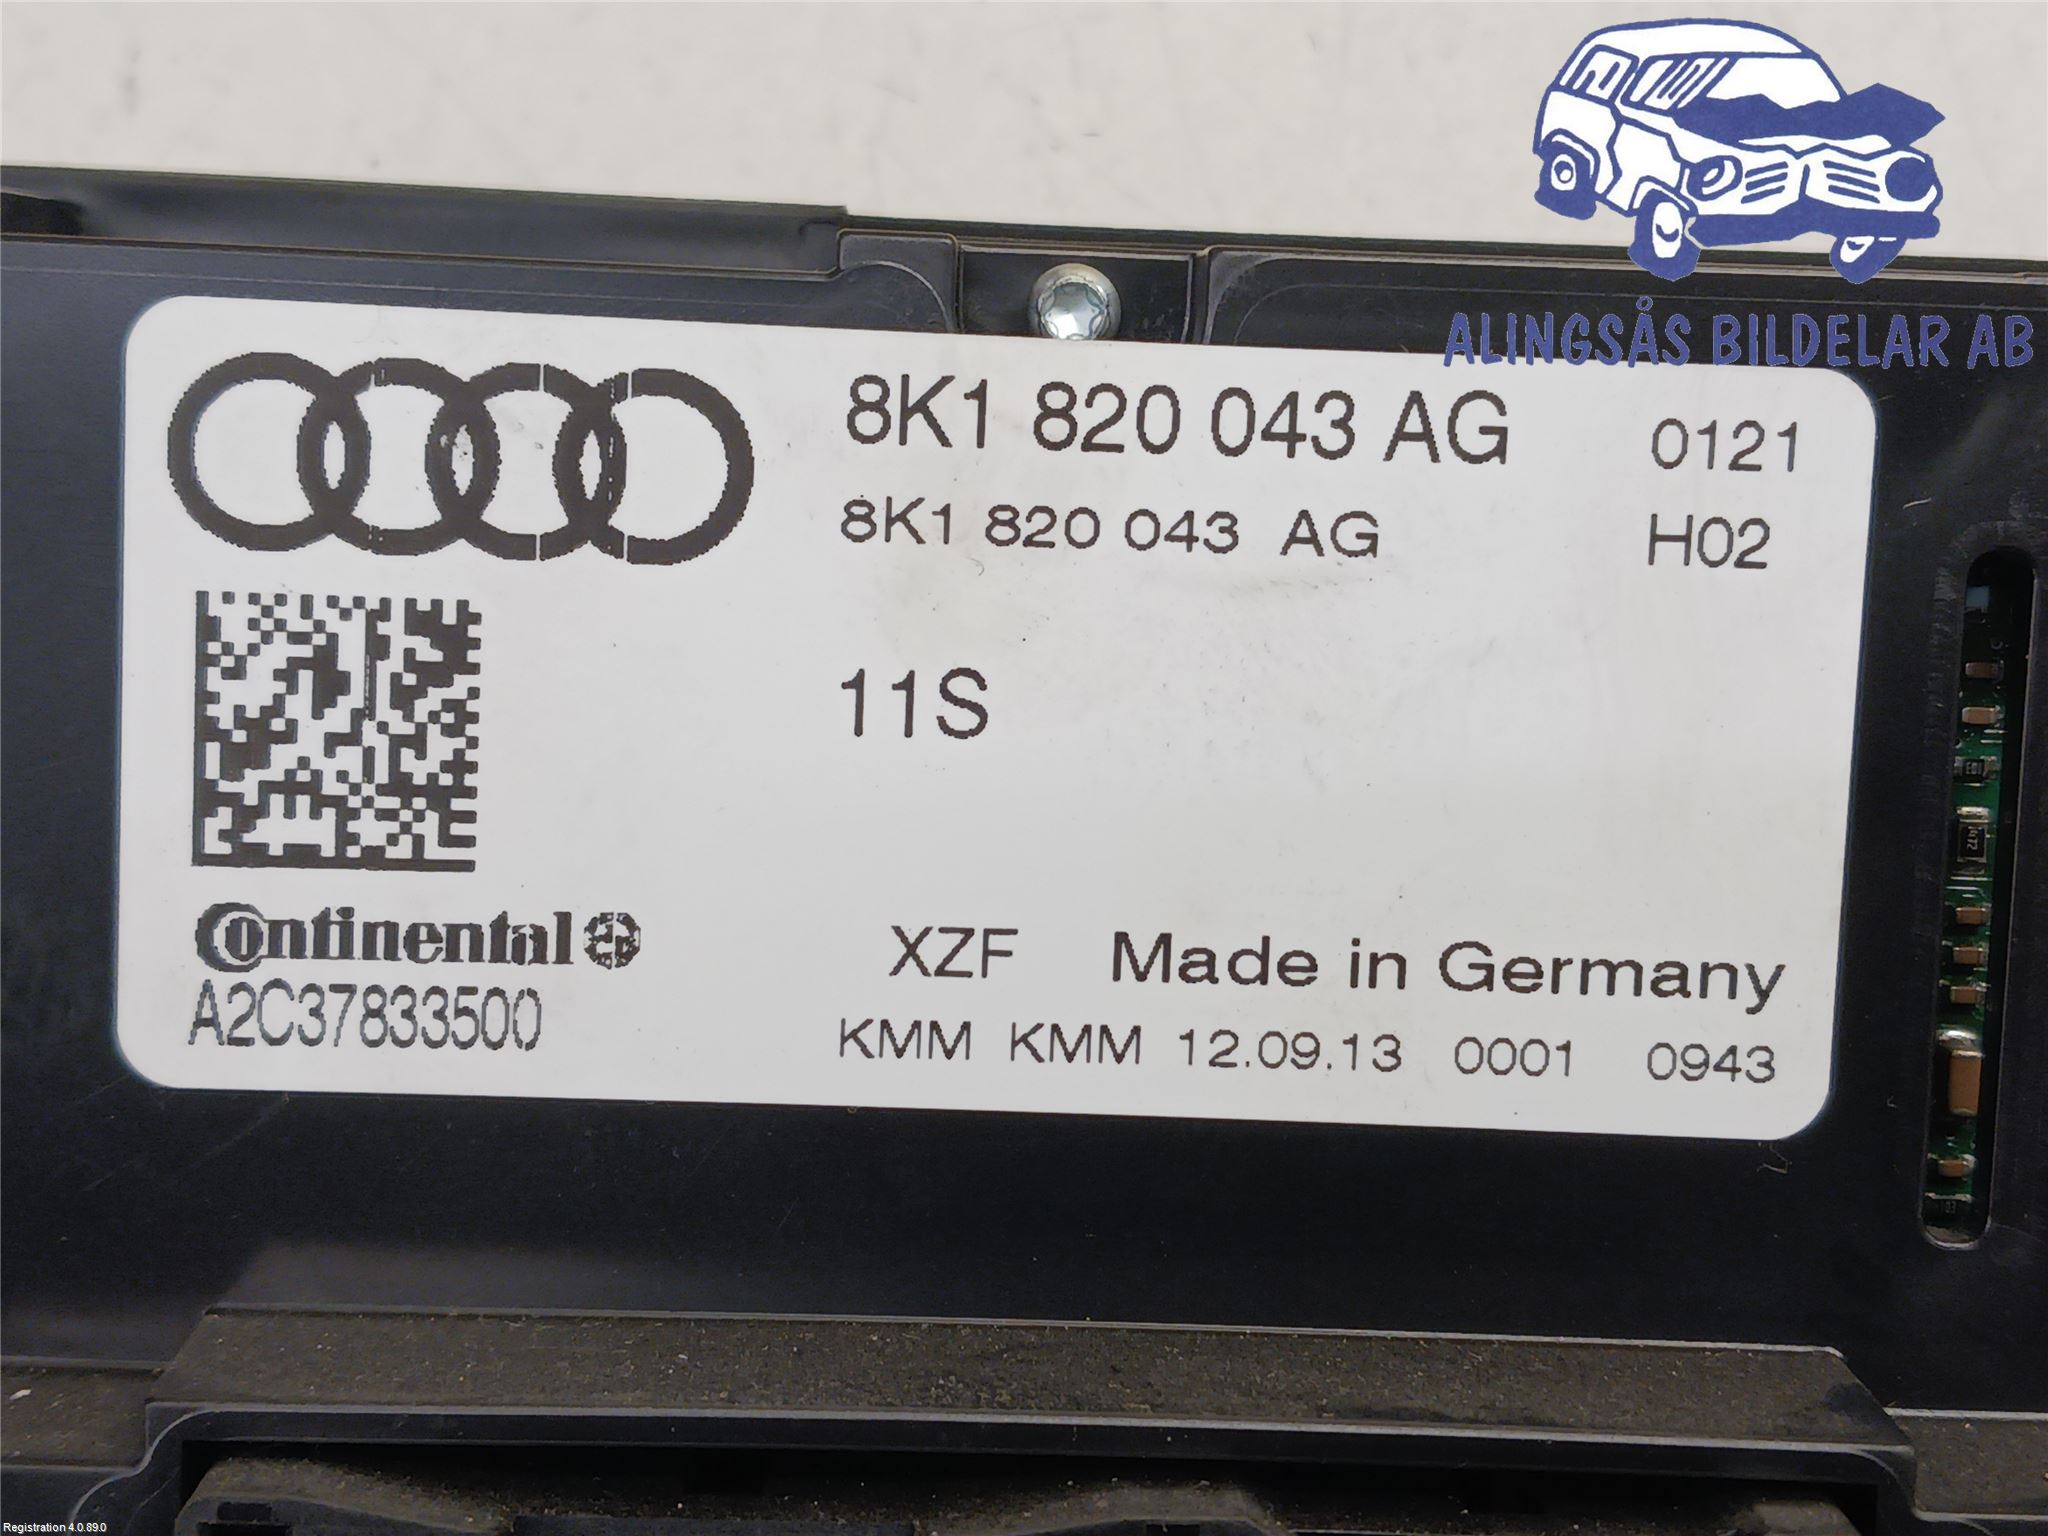 ALINGSÅS BILDELAR AB
8K1 820 043 AG 0121
8K1 820 043 AG H02
11S
Continental
A2C37833500
XZF Made in Germany
KMM KMM 12.09.13 0001 0943
Registration 4.0.89.0